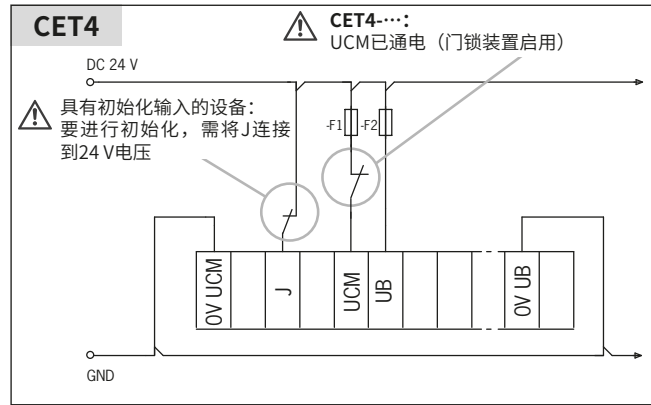 CET4
CET4-⋯：
UCM已通电（门锁装置启用）
DC 24 V
具有初始化输入的设备：
要进行初始化，需将J连接
到24 V电压
-F1
-F2
0V UCM
J
UCM
UB
0V UB
GND